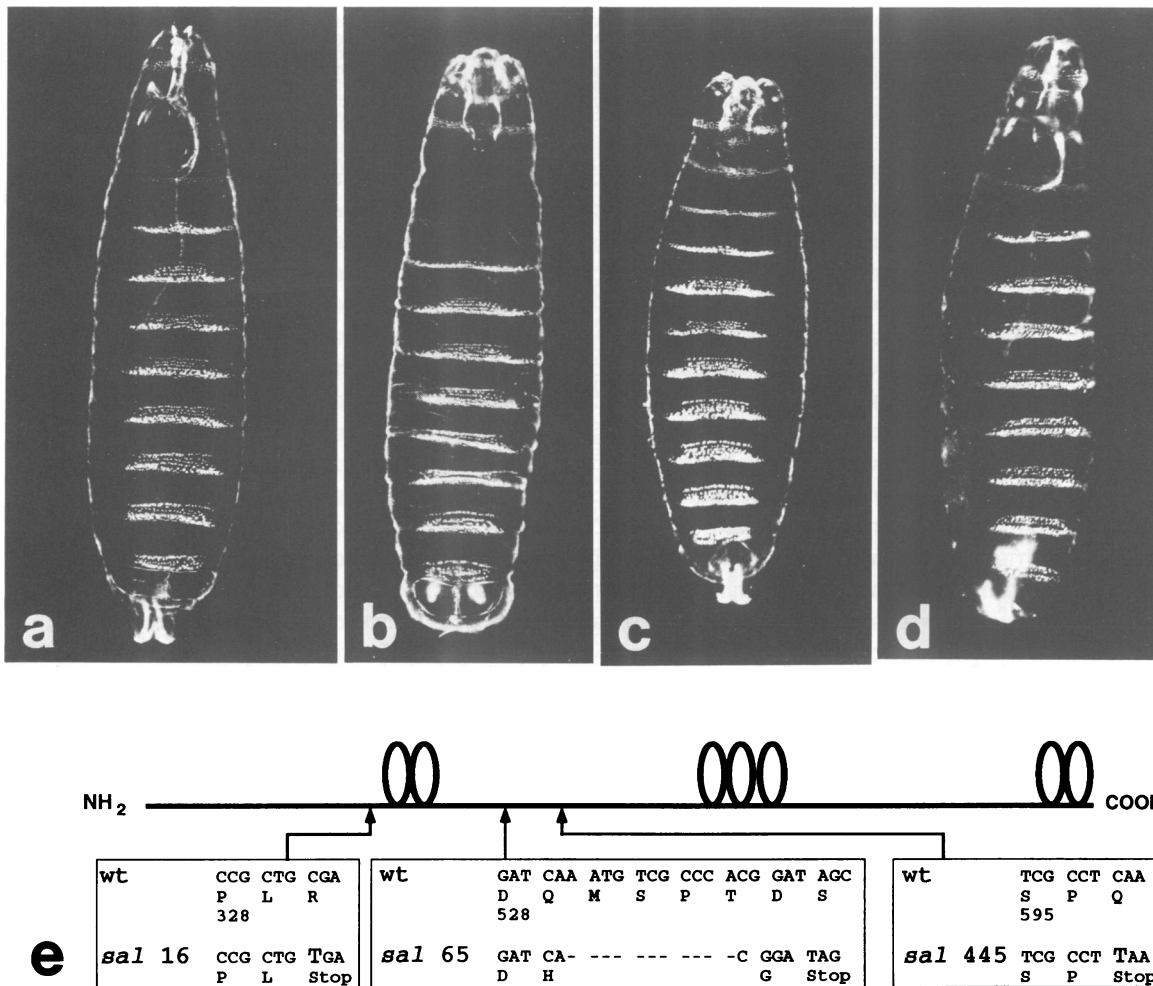 a
b
c
d
NH2
COOH
wt CCG CTG CGA
P L R
328
sal 16 CCG CTG TGA
P L Stop
wt GAT CAA ATG TCG CCC ACG GAT AGC
D Q M S P T D S
528
sal 65 GAT CA- --- --- --- -C GGA TAG
D H G Stop
wt TCG CCT CAA
S P Q
595
sal 445 TCG CCT TAA
S P Stop
e